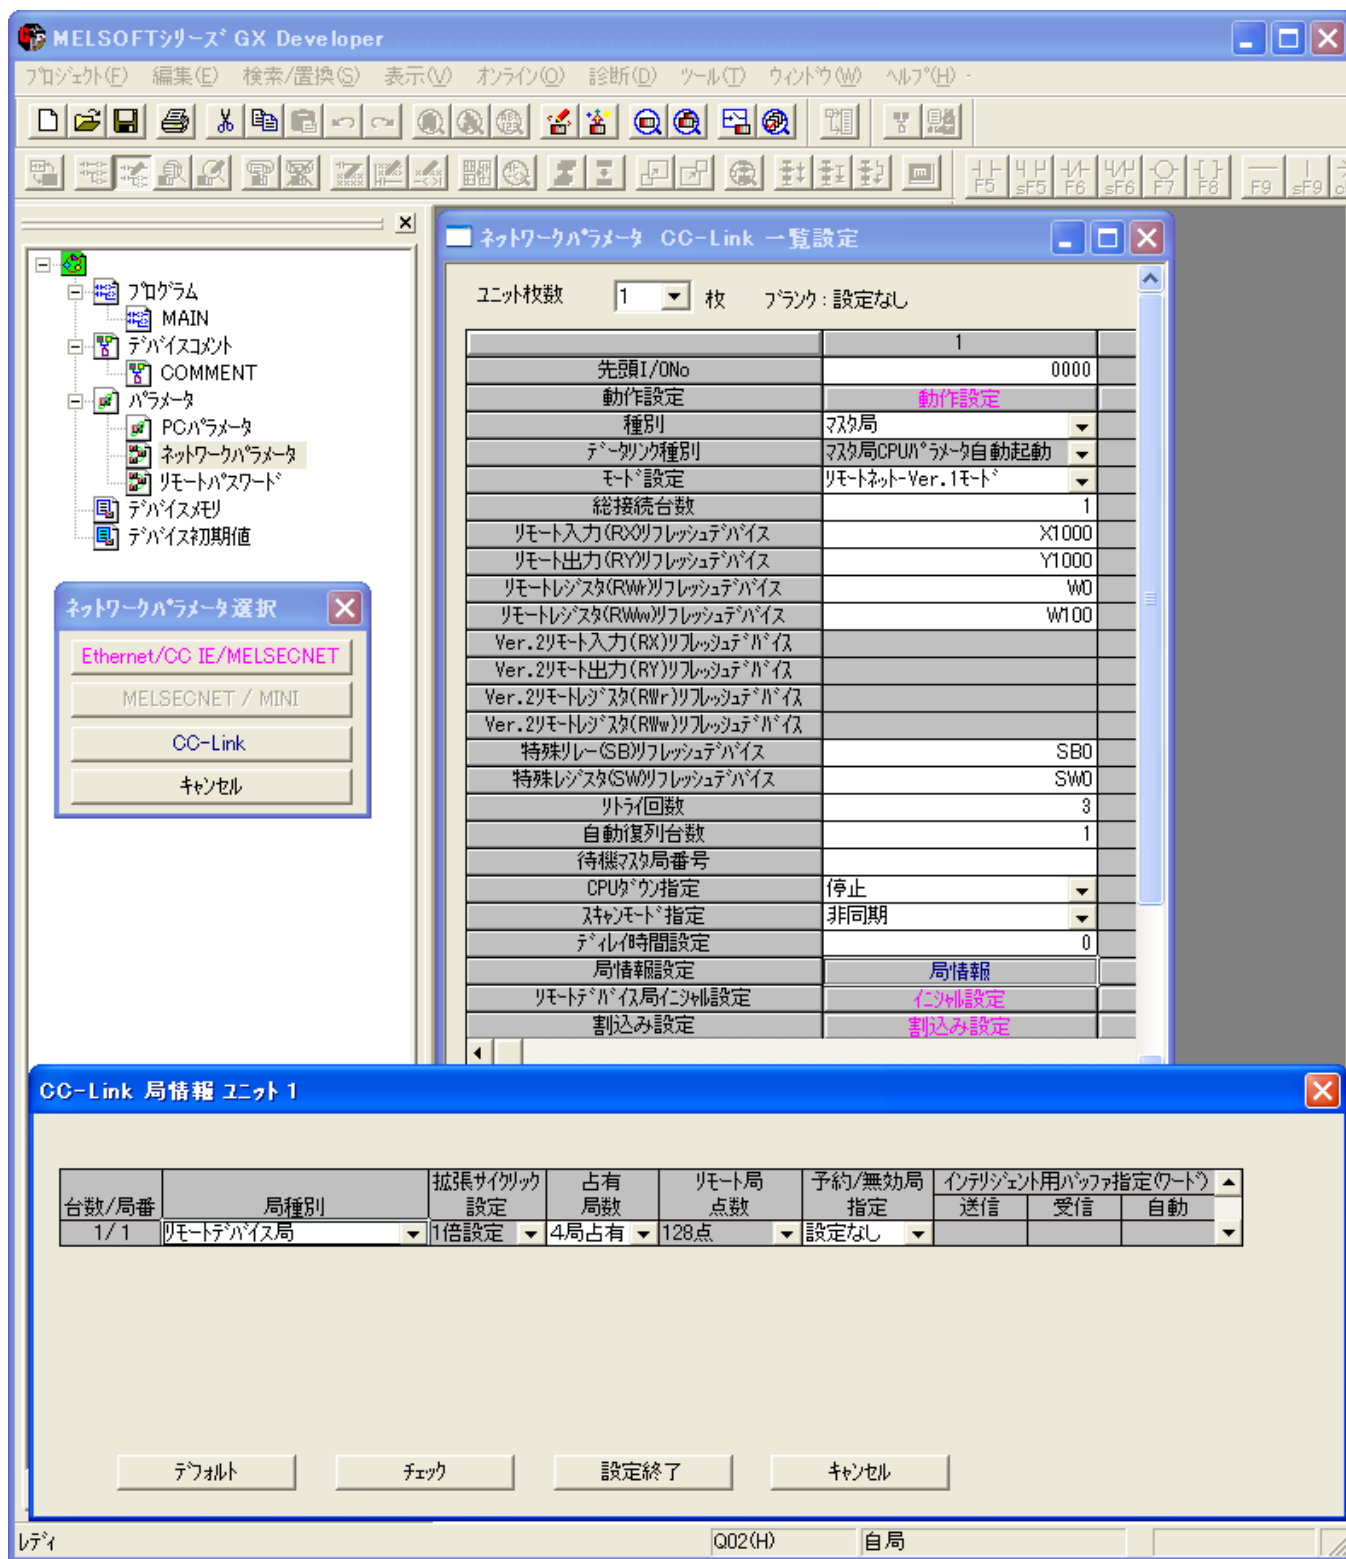 MELSOFTシリーズ GX Developer
プロジェクト(F) 編集(E) 検索/置換(S) 表示(V) オンライン(O) 診断(D) ツール(T) ウィンドウ(W) ヘルプ(H)
F5 sF5 F6 sF6 F7 F8 F9 sF9
プログラム
MAIN
デバイスコメント
COMMENT
パラメータ
PCパラメータ
ネットワークパラメータ
リモートパスワード
デバイスメモリ
デバイス初期値
ネットワークパラメータ選択
Ethernet/CC IE/MELSECNET
MELSECNET / MINI
CC-Link
キャンセル
ネットワークパラメータ CC-Link 一覧設定
ユニット枚数 1 枚 ブランク：設定なし
1
先頭I/ONo 0000
動作設定 動作設定
種別 マスタ局
データリンク種別 マスタ局CPUパラメータ自動起動
モード設定 リモートネット-Ver.1モード
総接続台数 1
リモート入力(RX)リフレッシュデバイス X1000
リモート出力(RY)リフレッシュデバイス Y1000
リモートレジスタ(RWr)リフレッシュデバイス W0
リモートレジスタ(RWw)リフレッシュデバイス W100
Ver.2リモート入力(RX)リフレッシュデバイス
Ver.2リモート出力(RY)リフレッシュデバイス
Ver.2リモートレジスタ(RWr)リフレッシュデバイス
Ver.2リモートレジスタ(RWw)リフレッシュデバイス
特殊リレー(SB)リフレッシュデバイス SB0
特殊レジスタ(SW)リフレッシュデバイス SW0
リトライ回数 3
自動復列台数 1
待機マスタ局番号
CPUダウン指定 停止
スキャンモード指定 非同期
ディレイ時間設定 0
局情報設定 局情報
リモートデバイス局イニシャル設定 イニシャル設定
割込み設定 割込み設定
CC-Link 局情報 ユニット 1
台数/局番 局種別 拡張サイクリック設定 占有局数 リモート局点数 予約/無効局指定 インテリジェント用バッファ指定(ワード) 送信 受信 自動
1/1 リモートデバイス局 1倍設定 4局占有 128点 設定なし
デフォルト チェック 設定終了 キャンセル
レディ Q02(H) 自局